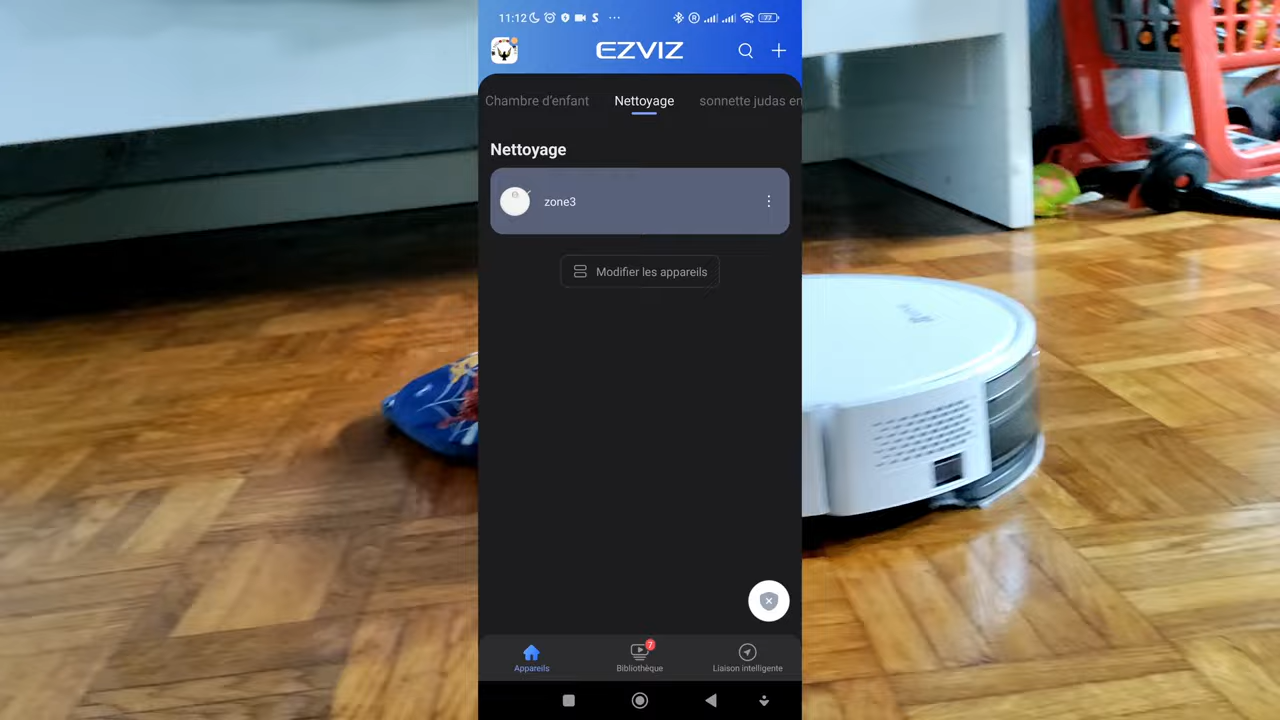 11:12
EZVIZ
Chambre d'enfant
Nettoyage
sonnette judas en
Nettoyage
zone3
Modifier les appareils
7
Appareils
Bibliothèque
Liaison intelligente